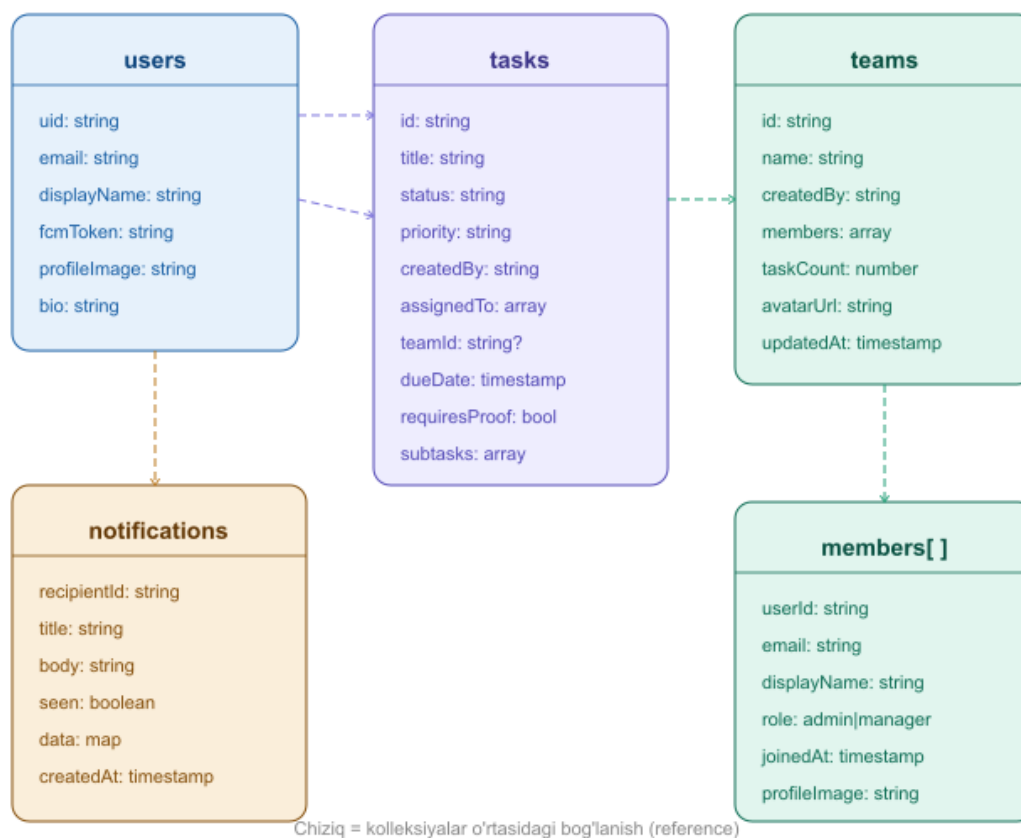 users
uid: string
email: string
displayName: string
fcmToken: string
profileImage: string
bio: string
tasks
id: string
title: string
status: string
priority: string
createdBy: string
assignedTo: array
teamId: string?
dueDate: timestamp
requiresProof: bool
subtasks: array
teams
id: string
name: string
createdBy: string
members: array
taskCount: number
avatarUrl: string
updatedAt: timestamp
notifications
recipientId: string
title: string
body: string
seen: boolean
data: map
createdAt: timestamp
members[ ]
userId: string
email: string
displayName: string
role: admin|manager
joinedAt: timestamp
profileImage: string
Chiziq = kolleksiyalar o'rtasidagi bog'lanish (reference)